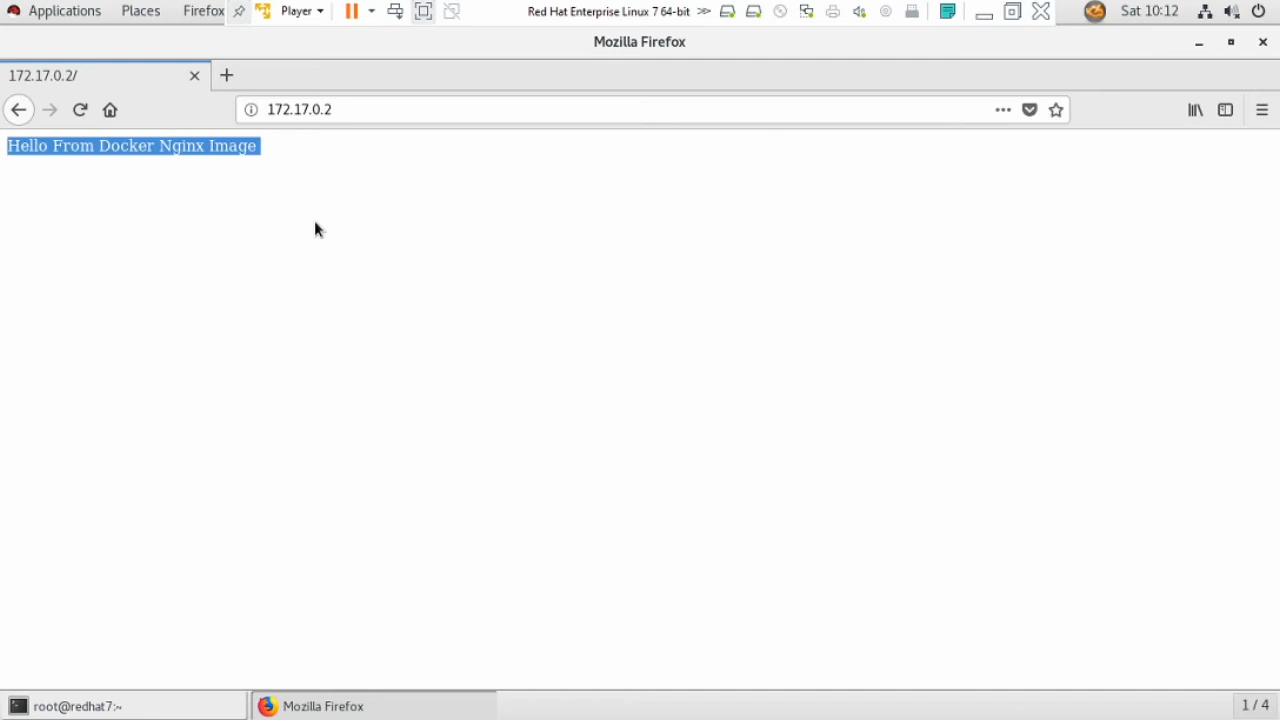 Applications Places Firefox Player Red Hat Enterprise Linux 7 64-bit Sat 10:12
Mozilla Firefox
172.17.0.2/
172.17.0.2
Hello From Docker Nginx Image
root@redhat7:~ Mozilla Firefox 1 / 4